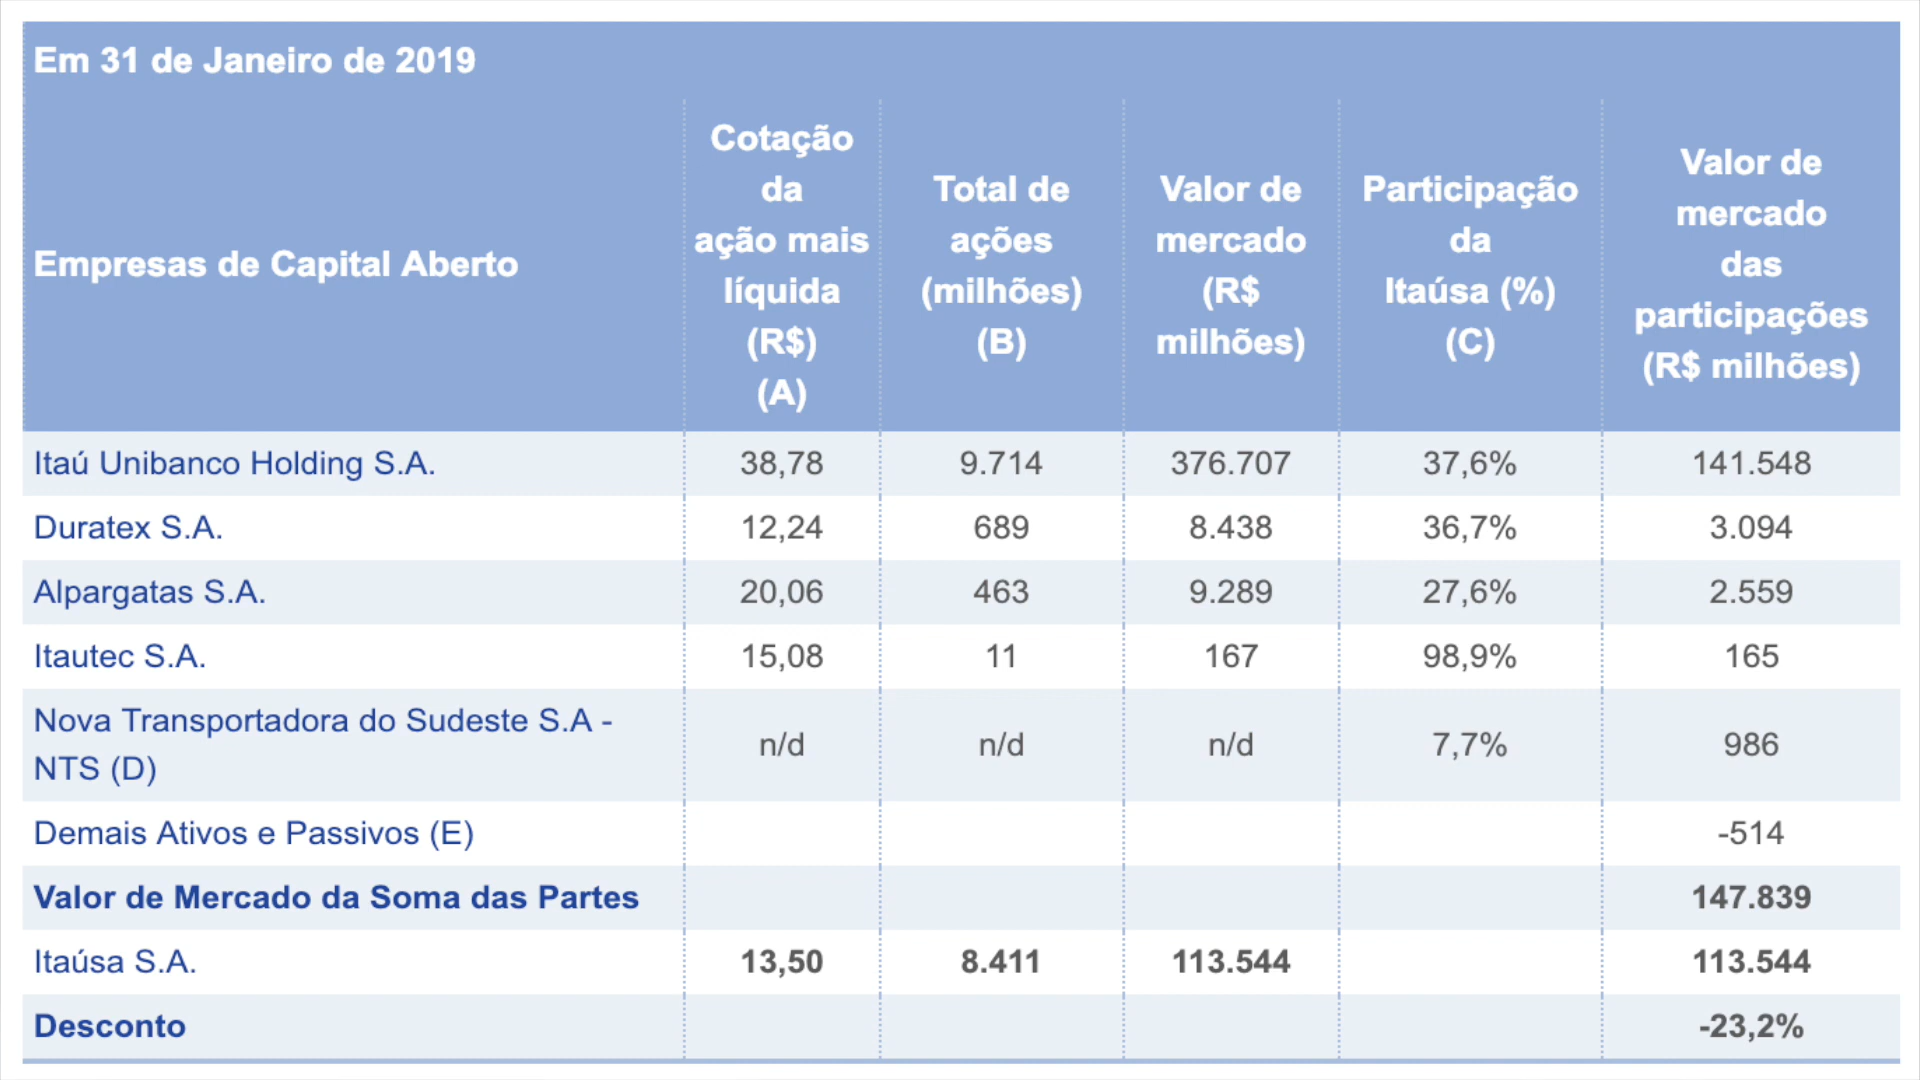 Em 31 de Janeiro de 2019
Empresas de Capital Aberto
Cotação
da
ação mais
líquida
(R$)
(A)
Total de
ações
(milhões)
(B)
Valor de
mercado
(R$
milhões)
Participação
da
Itaúsa (%)
(C)
Valor de
mercado
das
participações
(R$ milhões)
Itaú Unibanco Holding S.A. 38,78 9.714 376.707 37,6% 141.548
Duratex S.A. 12,24 689 8.438 36,7% 3.094
Alpargatas S.A. 20,06 463 9.289 27,6% 2.559
Itautec S.A. 15,08 11 167 98,9% 165
Nova Transportadora do Sudeste S.A -
NTS (D) n/d n/d n/d 7,7% 986
Demais Ativos e Passivos (E) -514
Valor de Mercado da Soma das Partes 147.839
Itaúsa S.A. 13,50 8.411 113.544 113.544
Desconto -23,2%